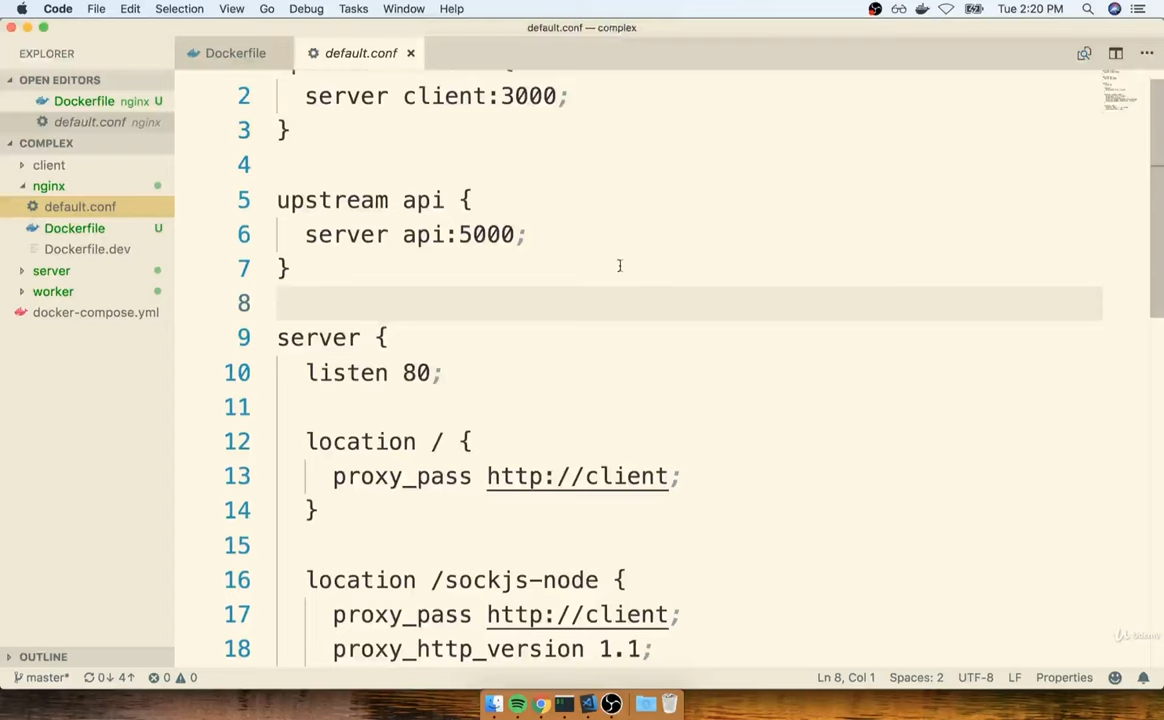 Code File Edit Selection View Go Debug Tasks Window Help Tue 2:20 PM
default.conf — complex
EXPLORER Dockerfile default.conf ×
OPEN EDITORS
Dockerfile nginx U
default.conf nginx
COMPLEX
client
nginx
default.conf
Dockerfile U
Dockerfile.dev
server
worker
docker-compose.yml
2 server client:3000;
3 }
4
5 upstream api {
6 server api:5000;
7 }
8
9 server {
10 listen 80;
11
12 location / {
13 proxy_pass http://client;
14 }
15
16 location /sockjs-node {
17 proxy_pass http://client;
18 proxy_http_version 1.1;
Udemy
OUTLINE
master* 0↓ 4↑ 0 0 Ln 8, Col 1 Spaces: 2 UTF-8 LF Properties